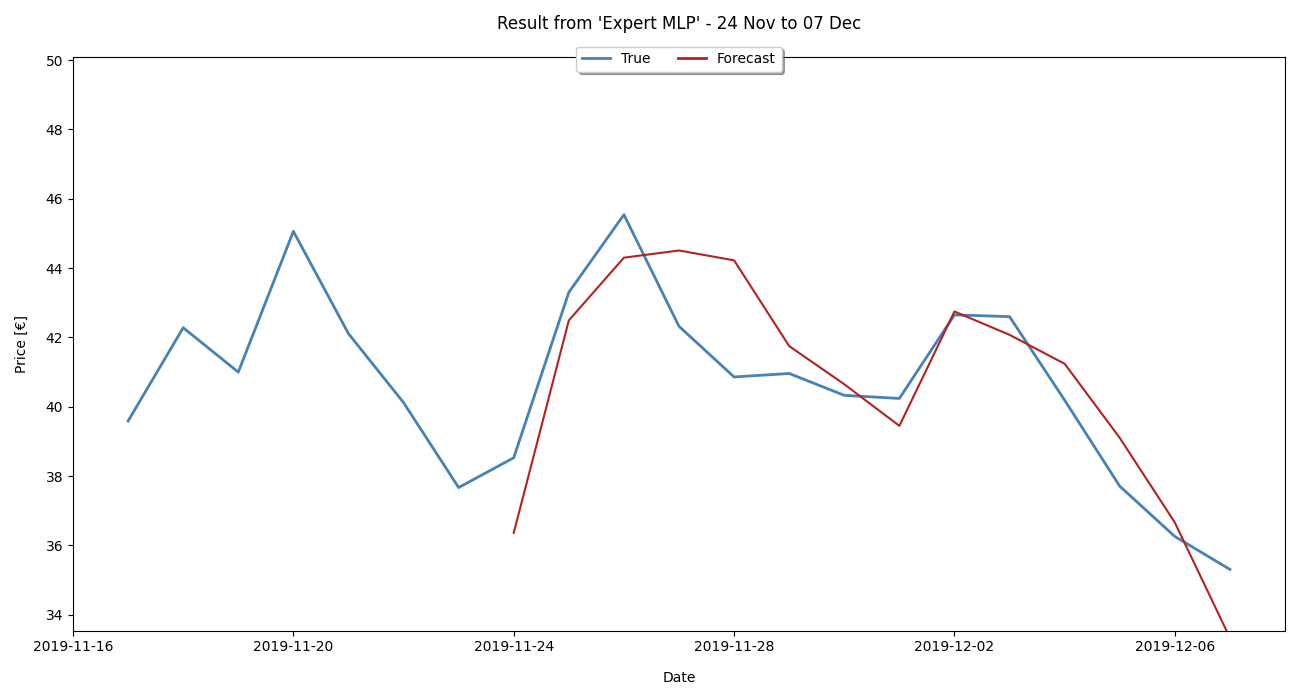 Result from 'Expert MLP' - 24 Nov to 07 Dec
True Forecast
50
48
46
44
42
40
38
36
34
Price [€]
2019-11-16 2019-11-20 2019-11-24 2019-11-28 2019-12-02 2019-12-06
Date